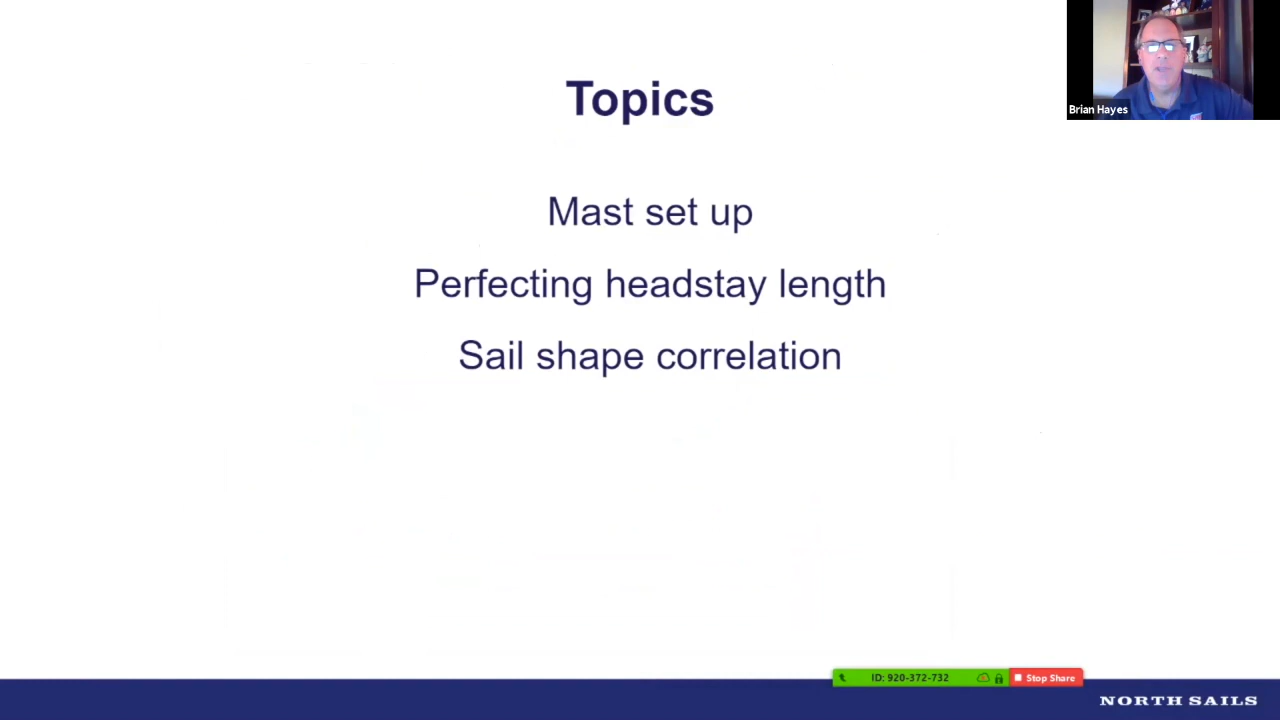 Topics
Brian Hayes
Mast set up
Perfecting headstay length
Sail shape correlation
ID: 920-372-732
Stop Share
NORTH SAILS